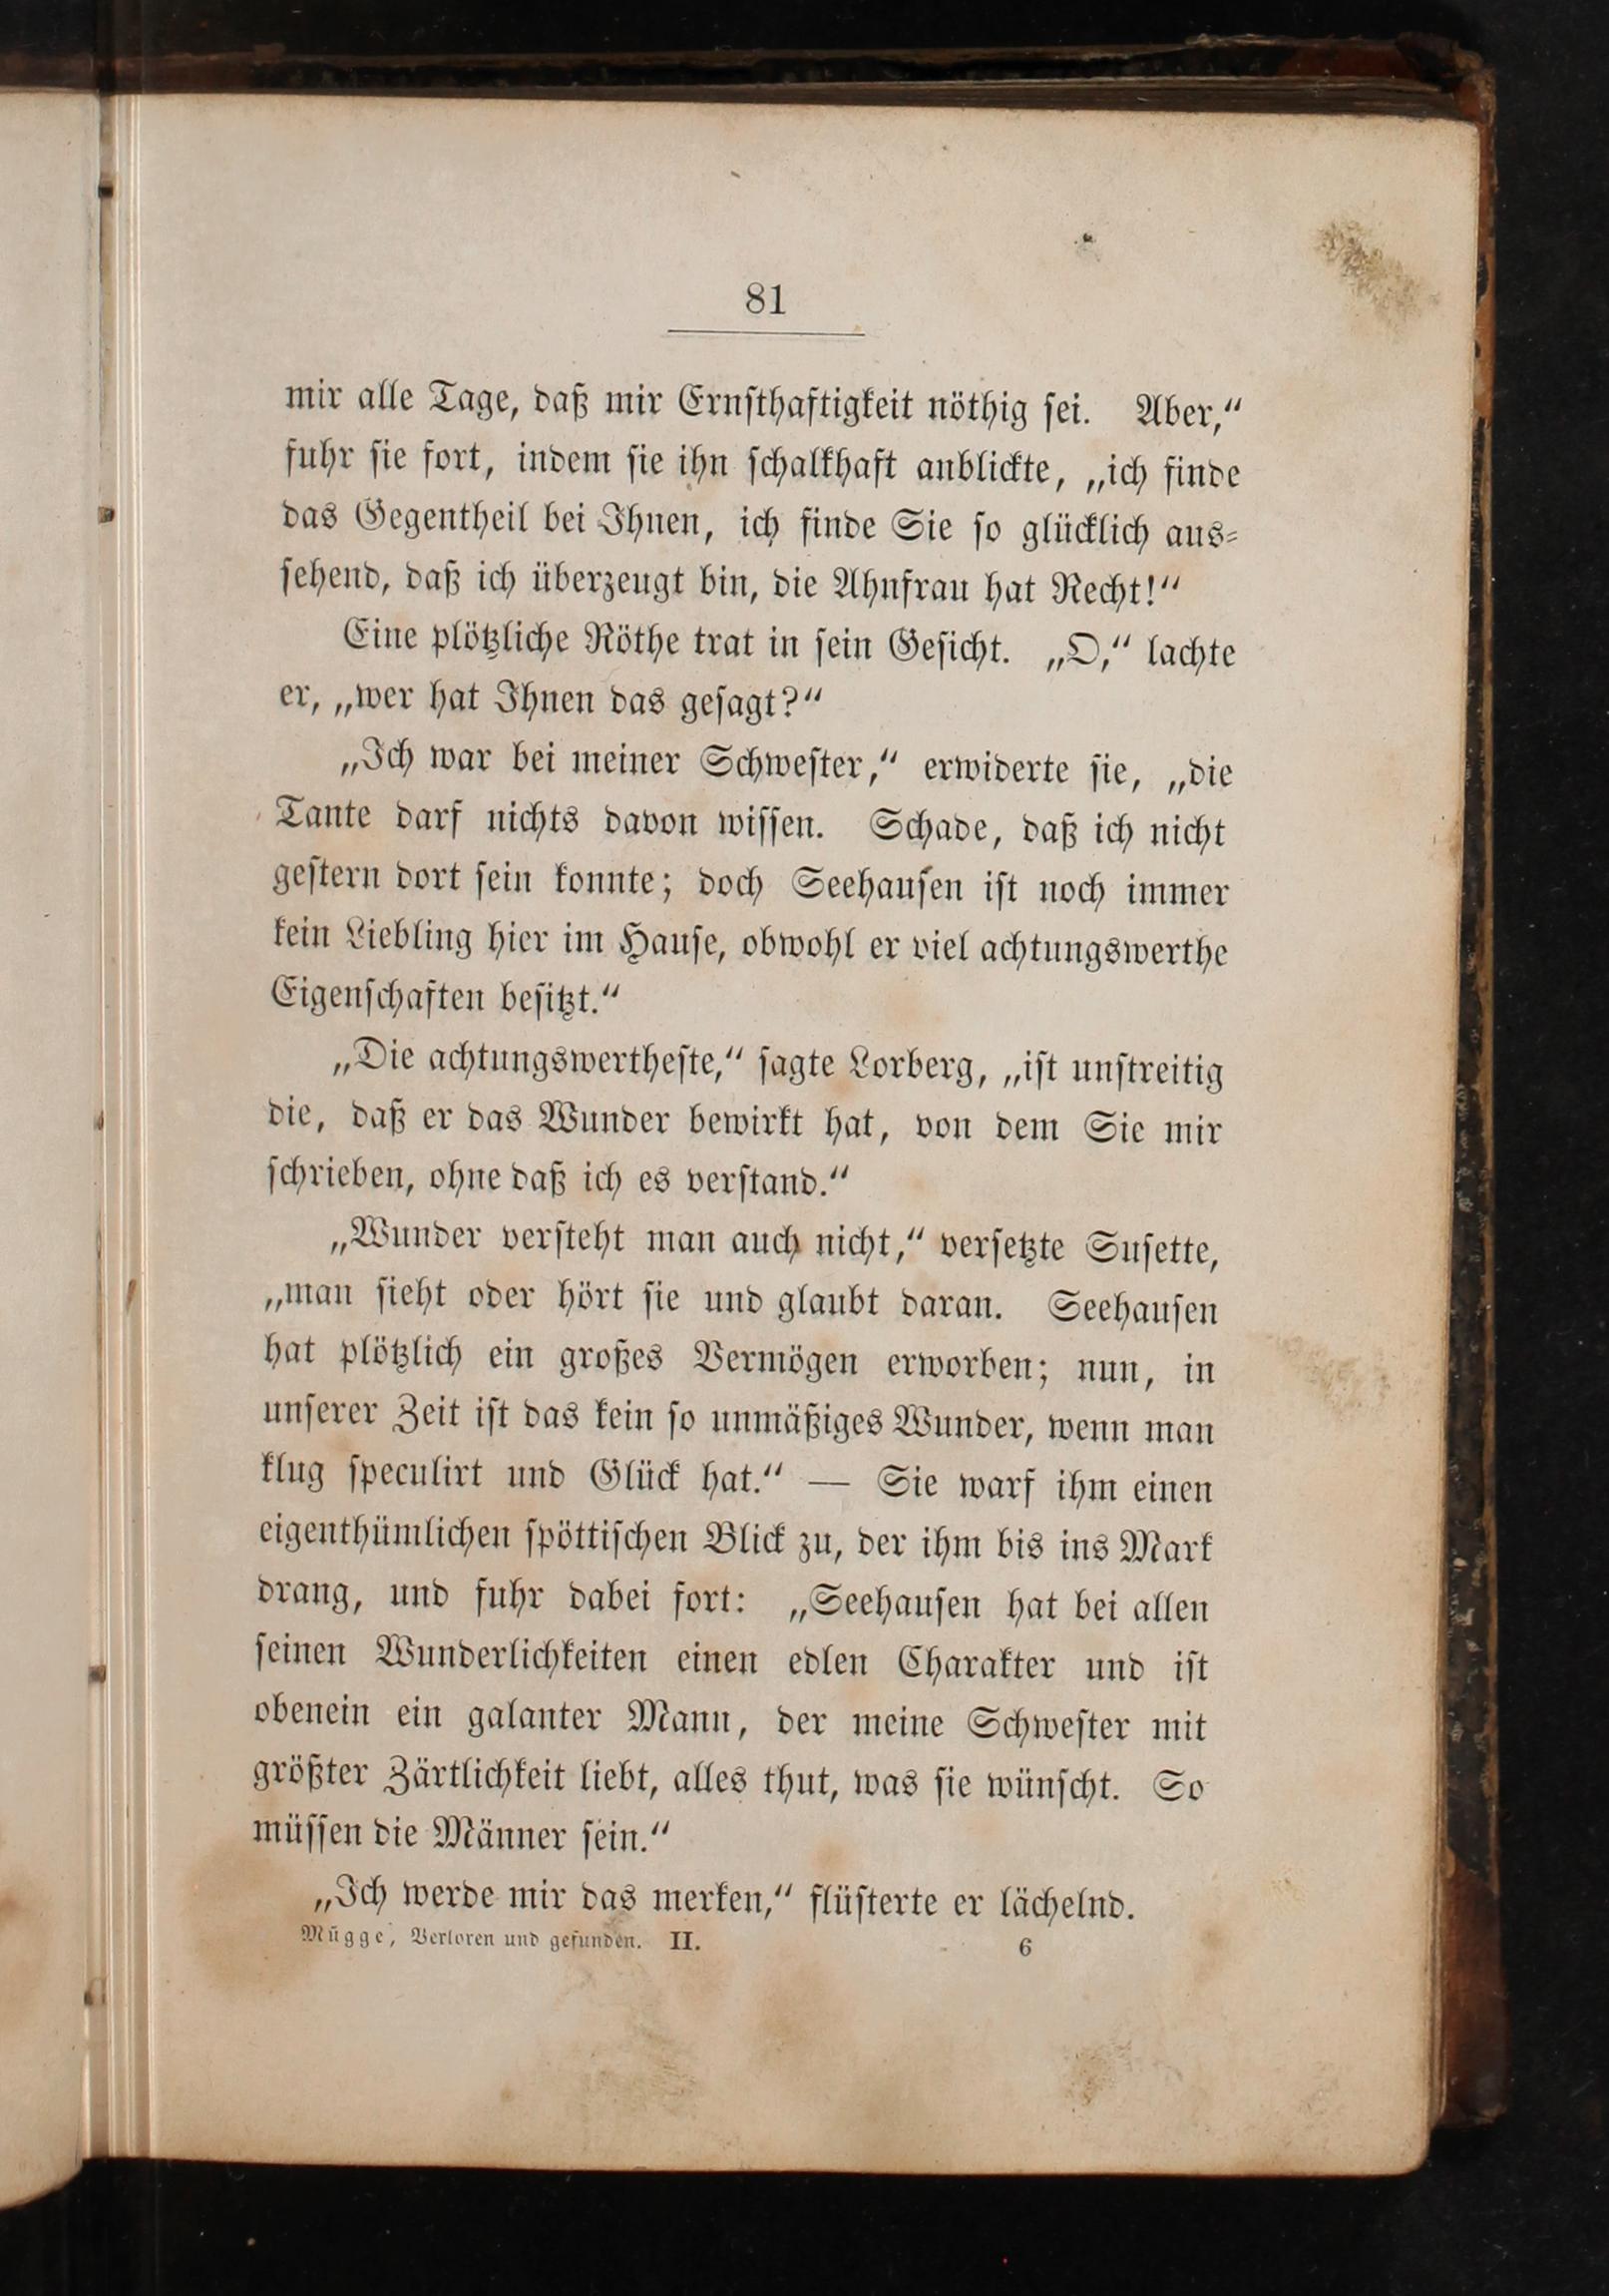 81
mir alle Tage, daß mir Ernsthaftigkeit nöthig sei. Aber,“
fuhr sie fort, indem sie ihn schalkhaft anblickte, „ich finde
das Gegentheil bei Ihnen, ich finde Sie so glücklich aus-
sehend, daß ich überzeugt bin, die Ahnfrau hat Recht!“
Eine plötzliche Röthe trat in sein Gesicht. „O,“ lachte
er, „wer hat Ihnen das gesagt?“
„Ich war bei meiner Schwester,“ erwiderte sie, „die
Tante darf nichts davon wissen. Schade, daß ich nicht
gestern dort sein konnte; doch Seehausen ist noch immer
kein Liebling hier im Hause, obwohl er viel achtungswerthe
Eigenschaften besitzt.“
„Die achtungswertheste,“ sagte Lorberg, „ist unstreitig
die, daß er das Wunder bewirkt hat, von dem Sie mir
schrieben, ohne daß ich es verstand.“
„Wunder versteht man auch nicht,“ versetzte Susette,
„man sieht oder hört sie und glaubt daran. Seehausen
hat plötzlich ein großes Vermögen erworben; nun, in
unserer Zeit ist das kein so unmäßiges Wunder, wenn man
klug speculirt und Glück hat.“ — Sie warf ihm einen
eigenthümlichen spöttischen Blick zu, der ihm bis ins Mark
drang, und fuhr dabei fort: „Seehausen hat bei allen
seinen Wunderlichkeiten einen edlen Charakter und ist
obenein ein galanter Mann, der meine Schwester mit
größter Zärtlichkeit liebt, alles thut, was sie wünscht. So
müssen die Männer sein.“
„Ich werde mir das merken,“ flüsterte er lächelnd.
Mügge, Verloren und gefunden. II. 6